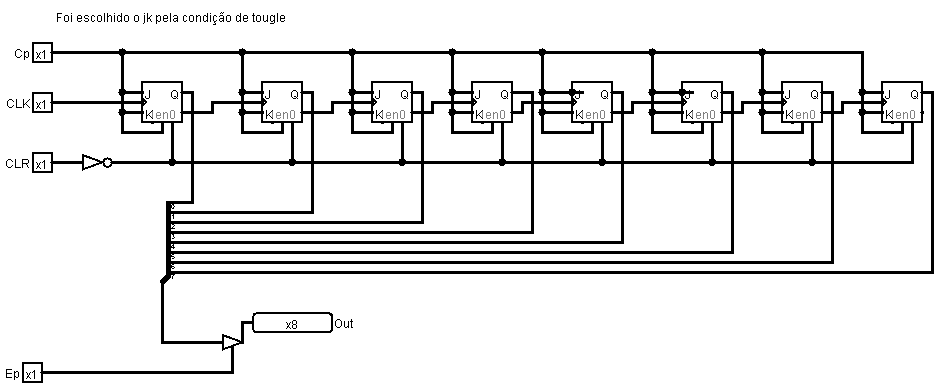 Foi escolhido o jk pela condição de tougle
Cp x1
J Q J Q J Q J Q J Q J Q J Q J Q
CLK x1
K en0 K en0 K en0 K en0 K en0 K en0 K en0 K en0
CLR x1
0
1
2
3
4
5
6
7
x8 Out
Ep x1